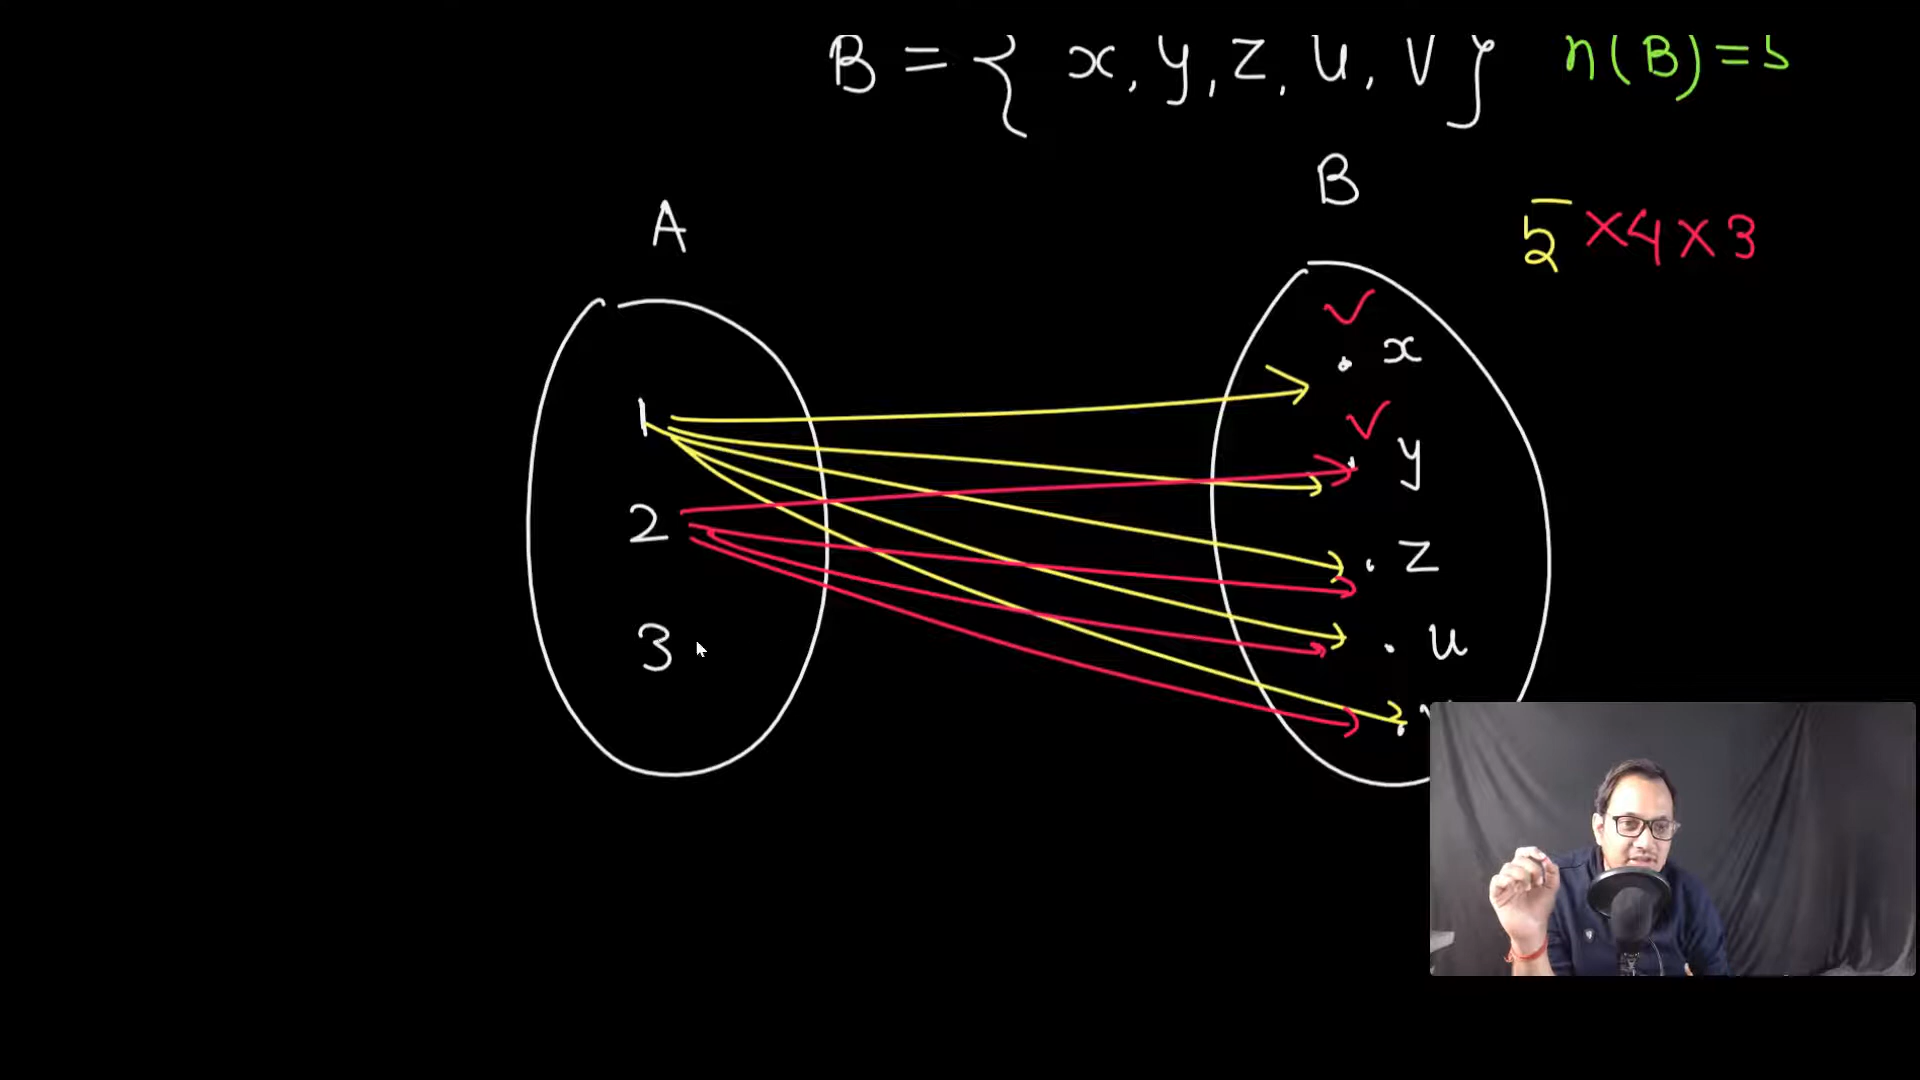 B = { x, y, z, u, v } n(B) = 5
B
A
5 × 4 × 3
x
1
y
2
z
3
u